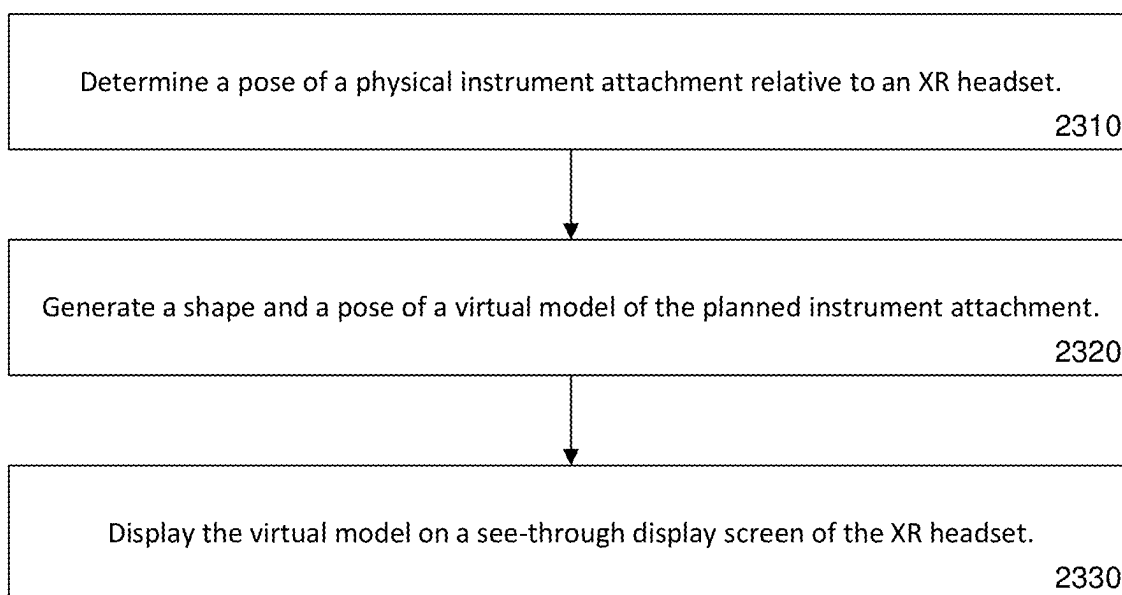 Determine a pose of a physical instrument attachment relative to an XR headset.
2310
Generate a shape and a pose of a virtual model of the planned instrument attachment.
2320
Display the virtual model on a see-through display screen of the XR headset.
2330